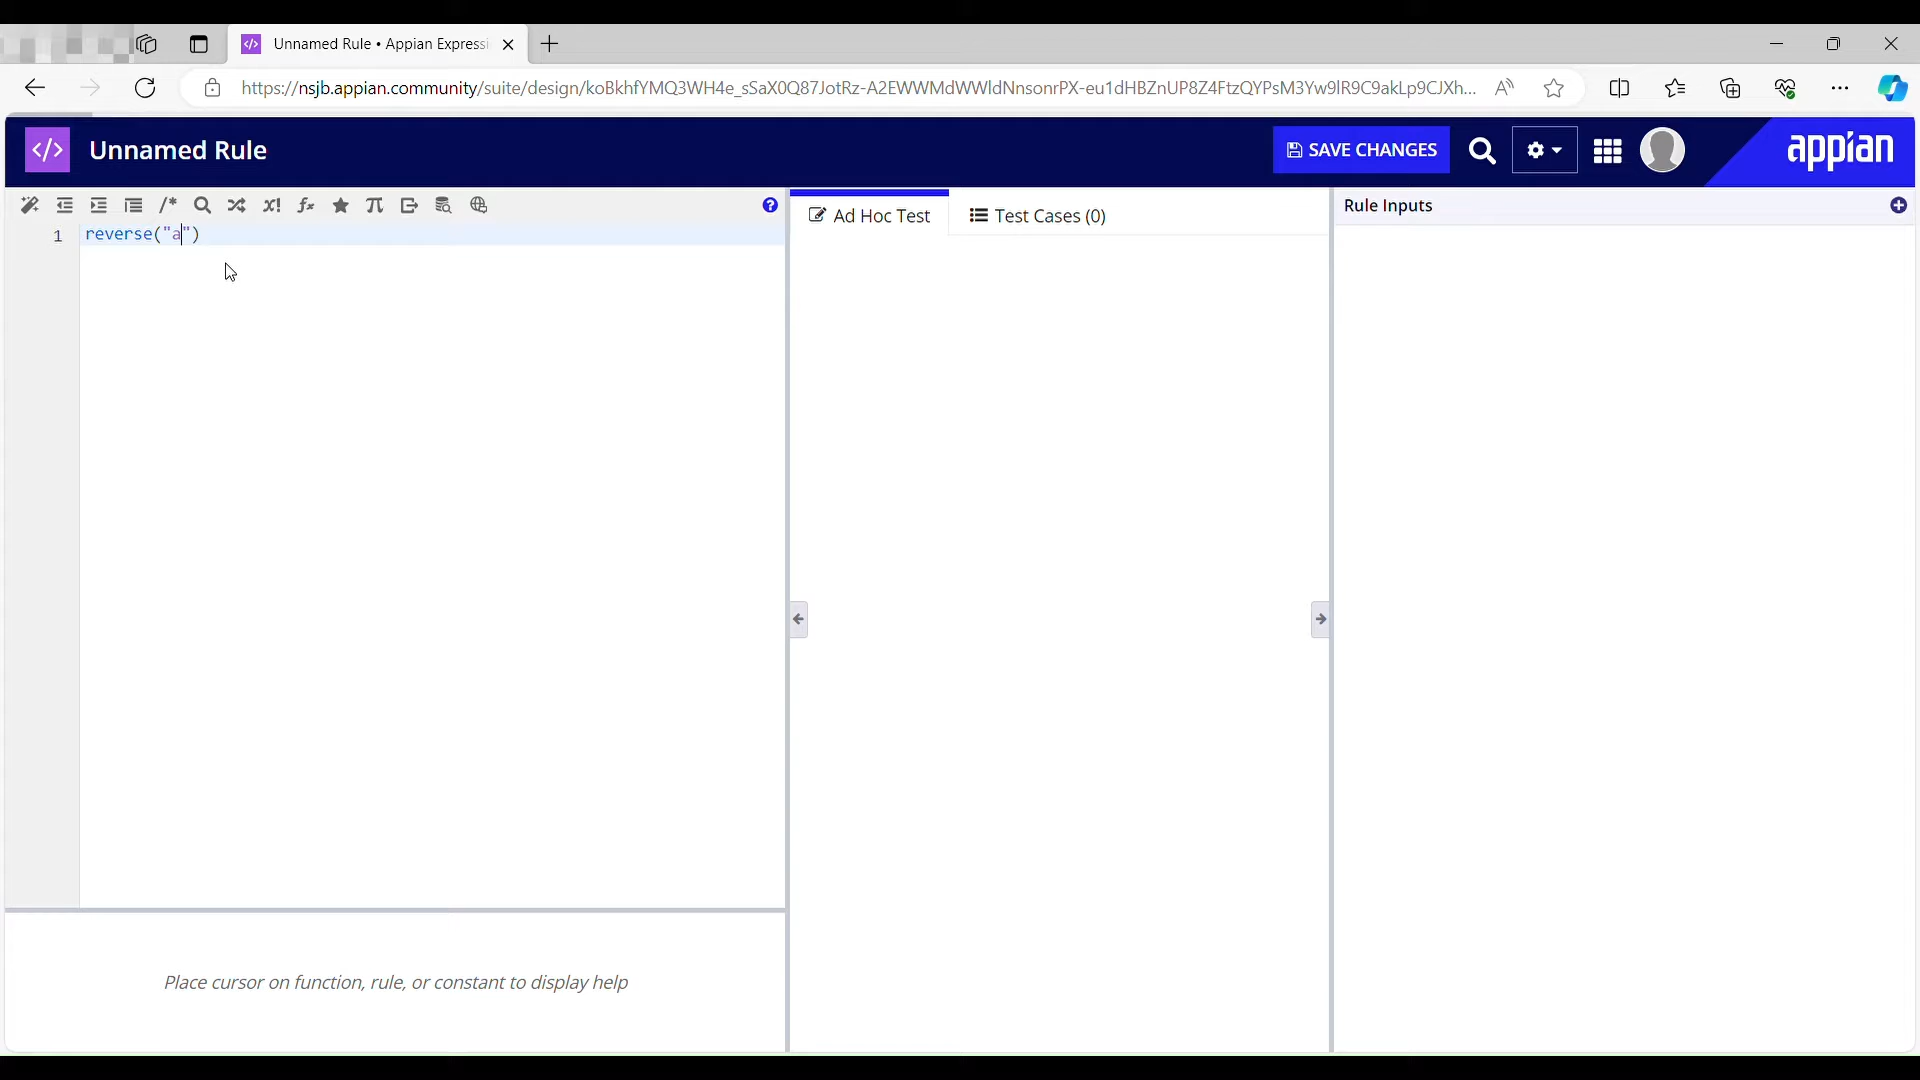 Unnamed Rule • Appian Expressi
https://nsjb.appian.community/suite/design/koBkhfYMQ3WH4e_sSaX0Q87JotRz-A2EWWMdWWldNnsonrPX-eu1dHBZnUP8Z4FtzQYPsM3Yw9lR9C9akLp9CJXh...
</> Unnamed Rule
SAVE CHANGES
appian
/* x! fx π
?
Ad Hoc Test
Test Cases (0)
Rule Inputs
1 reverse("a")
Place cursor on function, rule, or constant to display help